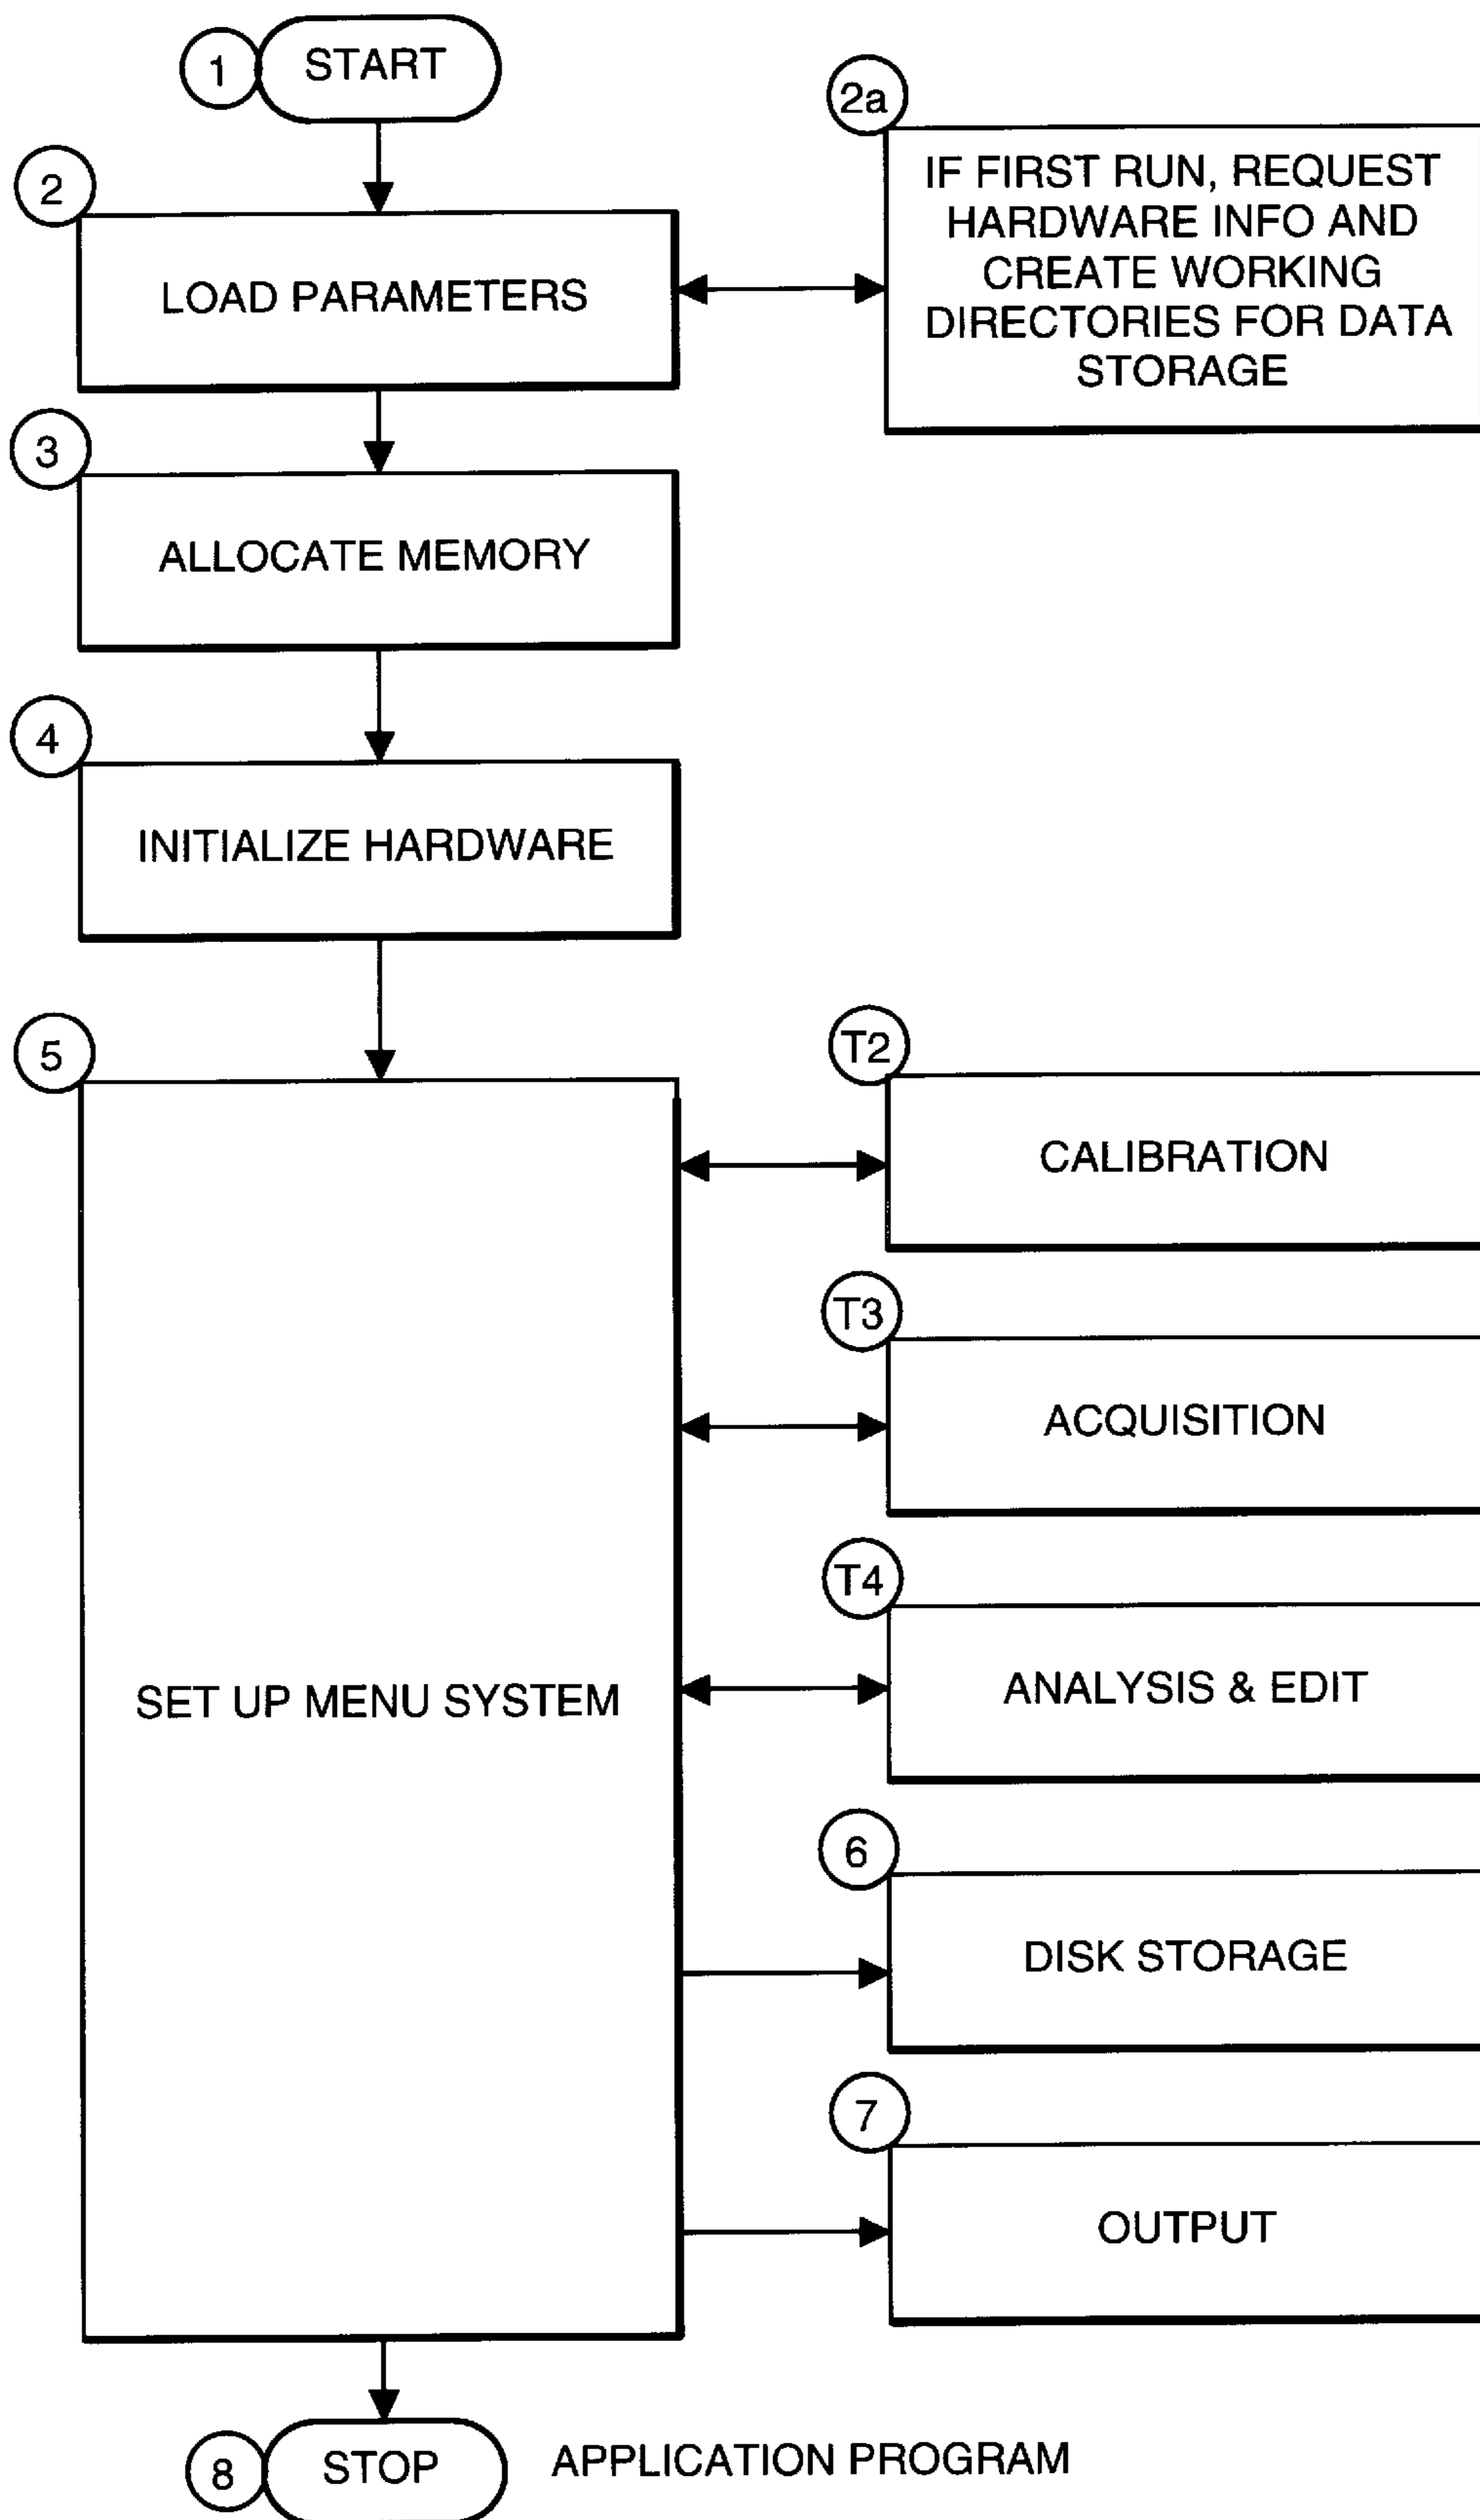 1
START
2a
IF FIRST RUN, REQUEST
HARDWARE INFO AND
CREATE WORKING
DIRECTORIES FOR DATA
STORAGE
2
LOAD PARAMETERS
3
ALLOCATE MEMORY
4
INITIALIZE HARDWARE
5
SET UP MENU SYSTEM
T2
CALIBRATION
T3
ACQUISITION
T4
ANALYSIS & EDIT
6
DISK STORAGE
7
OUTPUT
8
STOP
APPLICATION PROGRAM